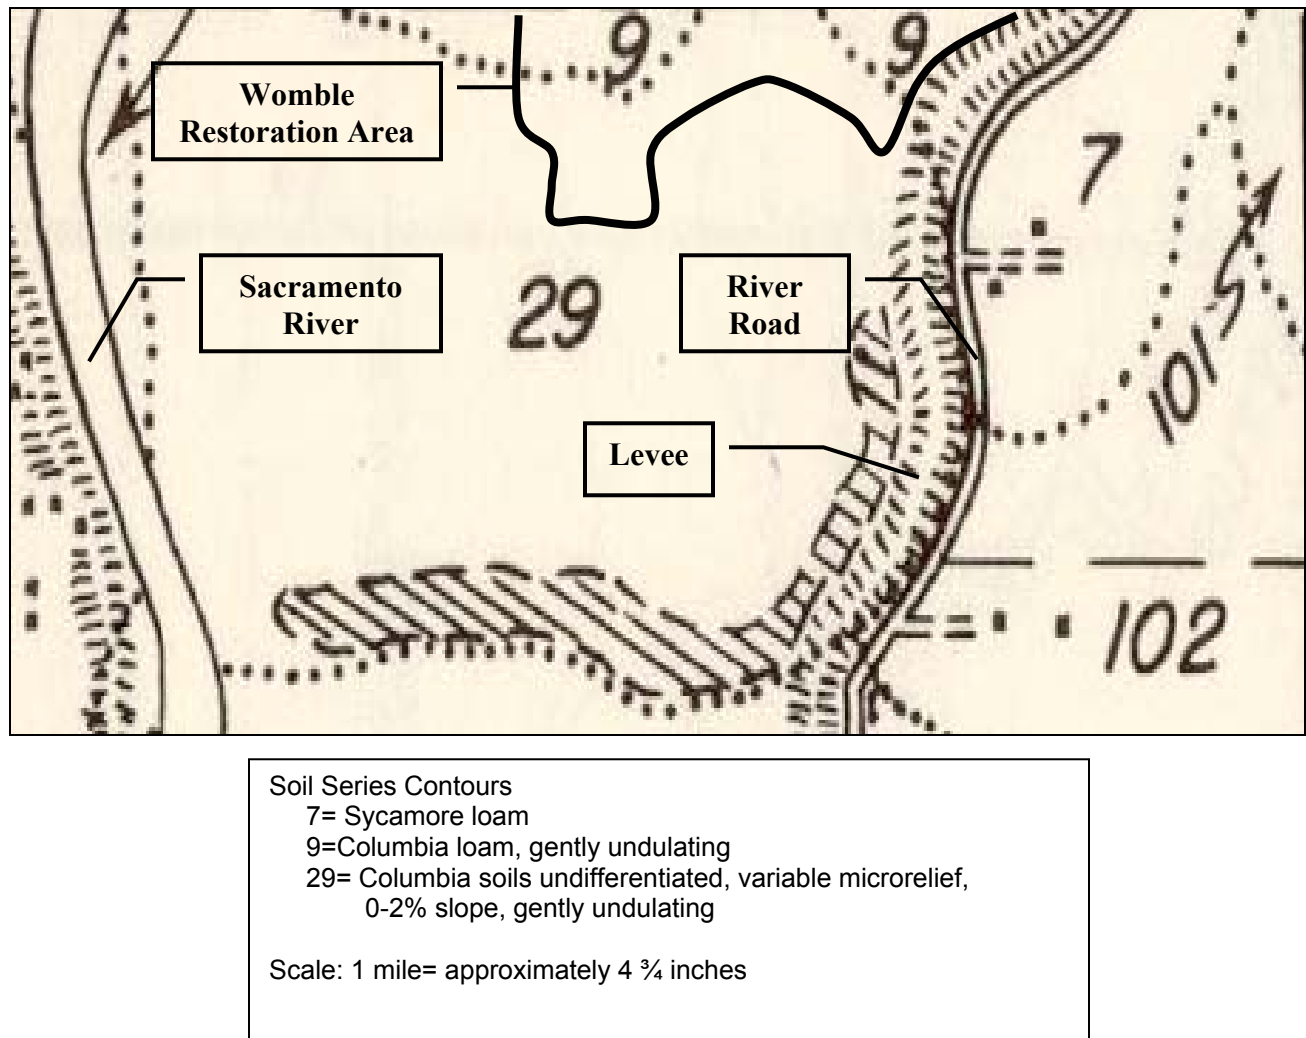 9
9
Womble
Restoration Area
7
Sacramento
River
29
River
Road
101
Levee
102
Soil Series Contours
7= Sycamore loam
9=Columbia loam, gently undulating
29= Columbia soils undifferentiated, variable microrelief,
0-2% slope, gently undulating
Scale: 1 mile= approximately 4 ¾ inches